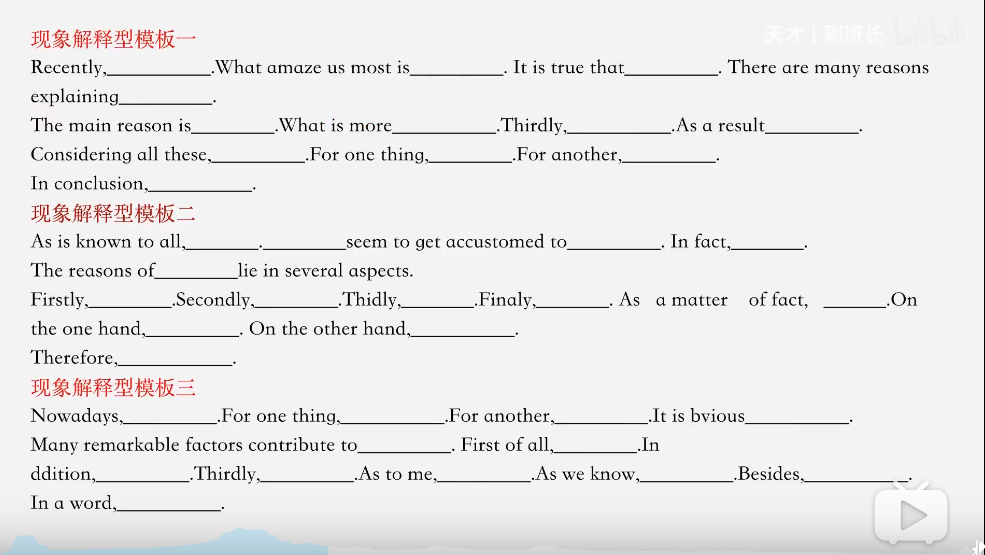 天才丨副班长 bilibili
现象解释型模板一
Recently,__________.What amaze us most is_________. It is true that_________. There are many reasons
explaining_________.
The main reason is________.What is more__________.Thirdly,__________.As a result_________.
Considering all these,_________.For one thing,________.For another,_________.
In conclusion,__________.
现象解释型模板二
As is known to all,_______.________seem to get accustomed to_________. In fact,_______.
The reasons of________lie in several aspects.
Firstly,________.Secondly,________.Thidly,_______.Finaly,_______. As a matter of fact, ______.On
the one hand,_________. On the other hand,__________.
Therefore,___________.
现象解释型模板三
Nowadays,_________.For one thing,__________.For another,_________.It is bvious__________.
Many remarkable factors contribute to_________. First of all,________.In
ddition,_________.Thirdly,_________.As to me,_________.As we know,_________.Besides,__________.
In a word,__________.